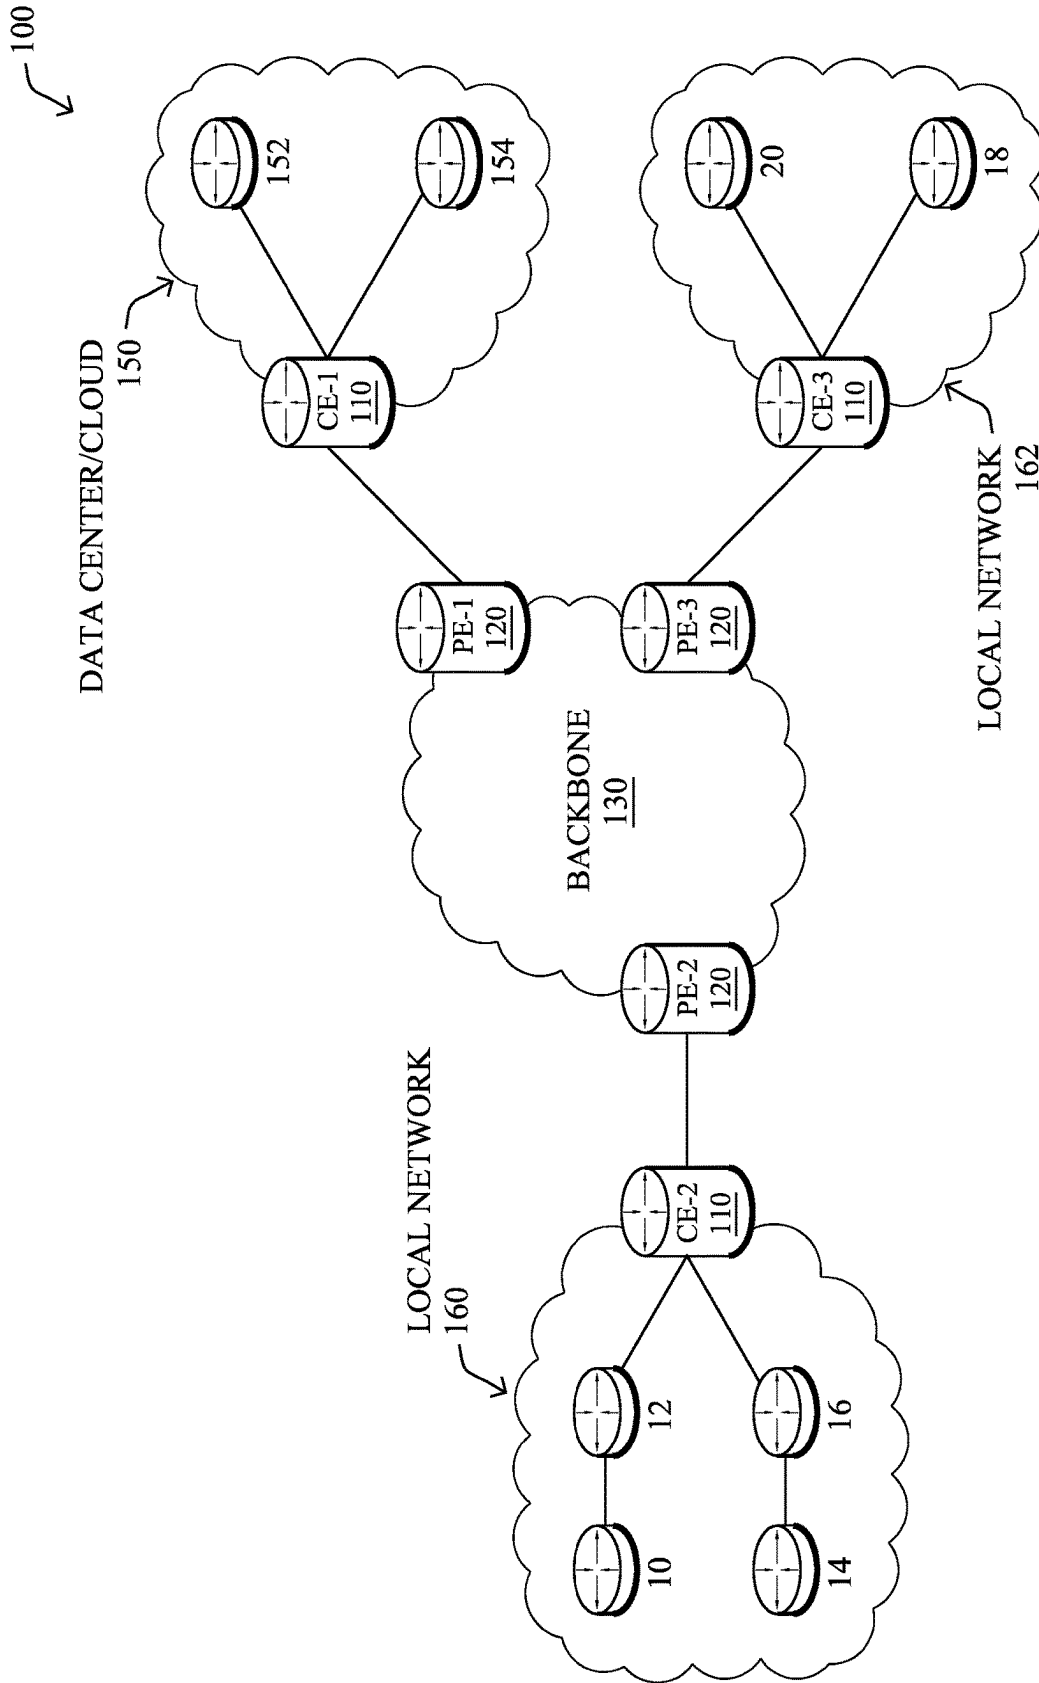 100
DATA CENTER/CLOUD
150
152
CE-1
110
154
LOCAL NETWORK
160
PE-1
120
BACKBONE
130
10
12
14
16
CE-2
110
PE-2
120
PE-3
120
20
CE-3
110
18
LOCAL NETWORK
162